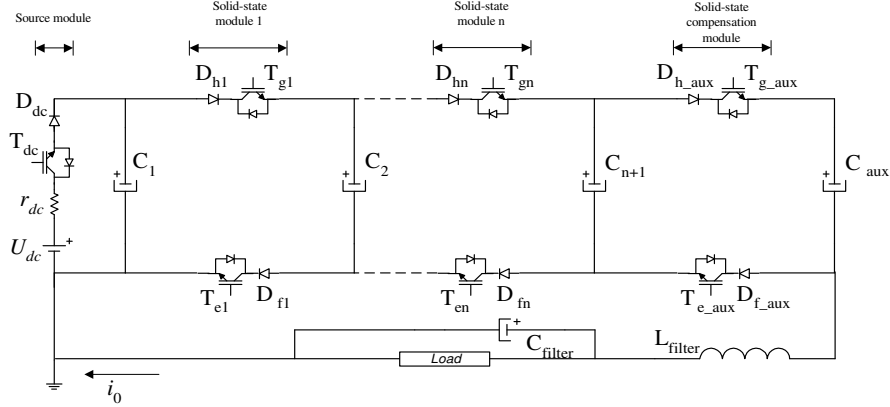 Source module
Solid-state
module 1
Solid-state
module n
Solid-state
compensation
module
D_h1
T_g1
D_hn
T_gn
D_h_aux
T_g_aux
D_dc
T_dc
r_dc
U_dc
+
+
C_1
+
C_2
+
C_n+1
+
C_aux
T_e1
D_f1
T_en
D_fn
T_e_aux
D_f_aux
+
C_filter
Load
L_filter
i_0